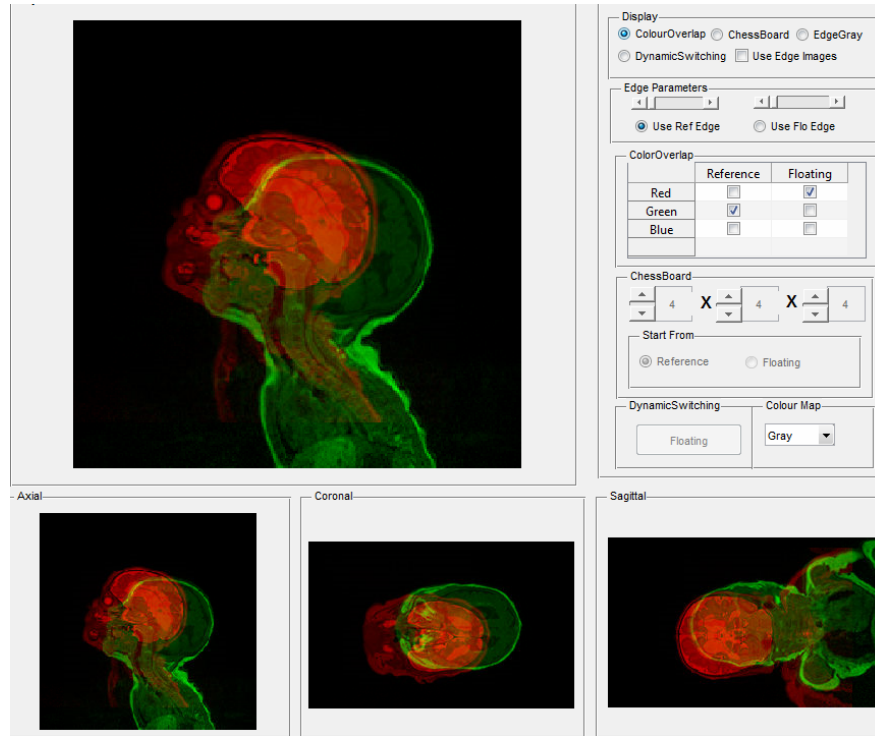 Display
ColourOverlap ChessBoard EdgeGray
DynamicSwitching Use Edge Images
Edge Parameters
Use Ref Edge Use Flo Edge
ColorOverlap
Reference Floating
Red
Green
Blue
ChessBoard
4 X 4 X 4
Start From
Reference Floating
DynamicSwitching Colour Map
Floating Gray
Axial Coronal Sagittal